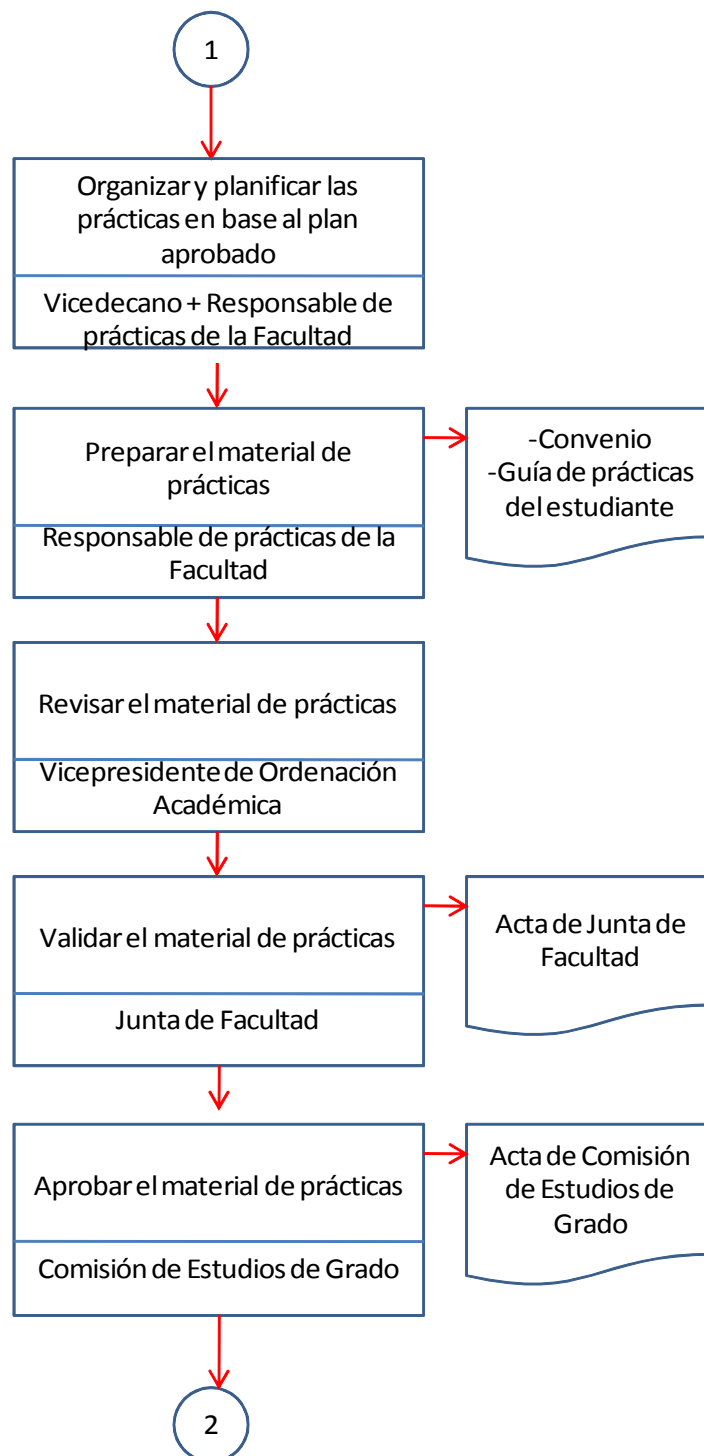 1
Organizar y planificar las
prácticas en base al plan
aprobado
Vicedecano + Responsable de
prácticas de la Facultad
Preparar el material de
prácticas
Responsable de prácticas de la
Facultad
-Convenio
-Guía de prácticas
del estudiante
Revisar el material de prácticas
Vicepresidente de Ordenación
Académica
Validar el material de prácticas
Junta de Facultad
Acta de Junta de
Facultad
Aprobar el material de prácticas
Comisión de Estudios de Grado
Acta de Comisión
de Estudios de
Grado
2